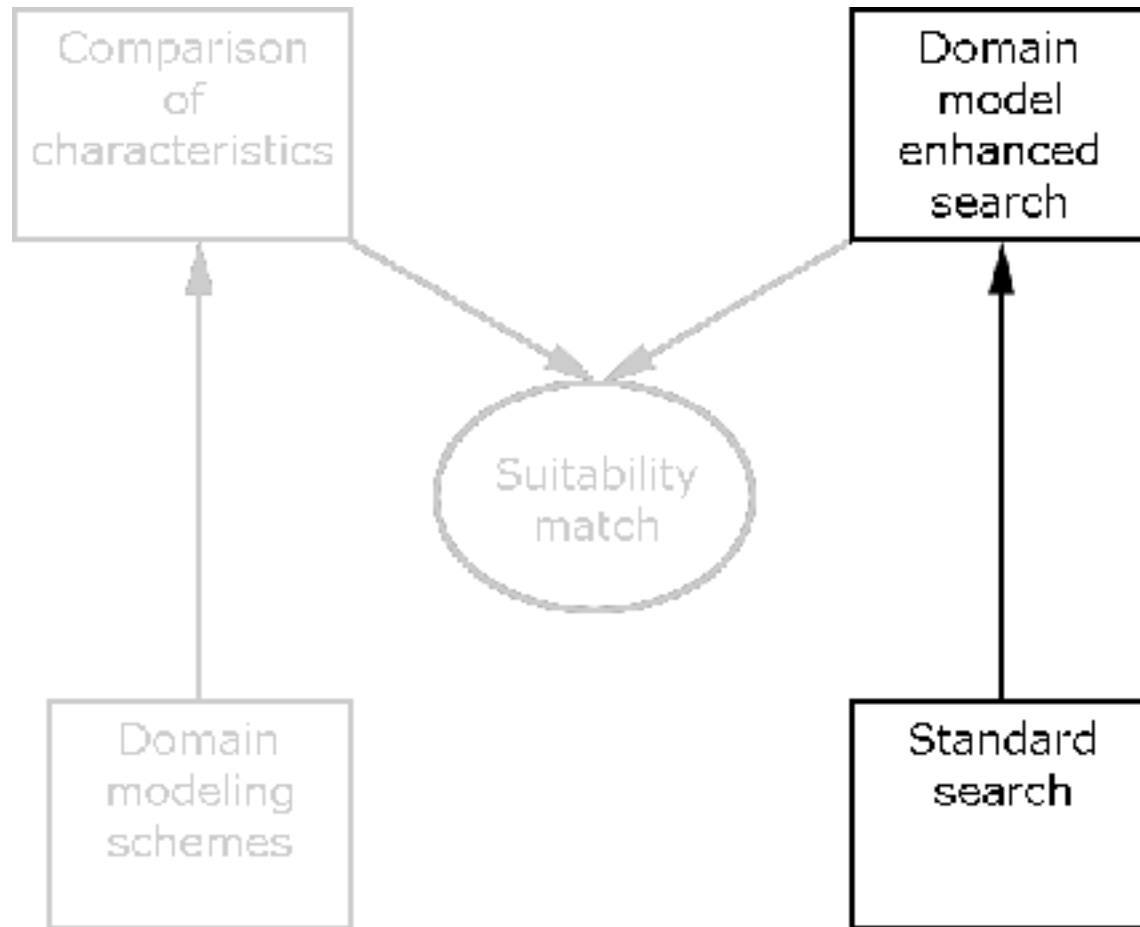 Comparison
of
characteristics
Domain
model
enhanced
search
Suitability
match
Domain
modeling
schemes
Standard
search